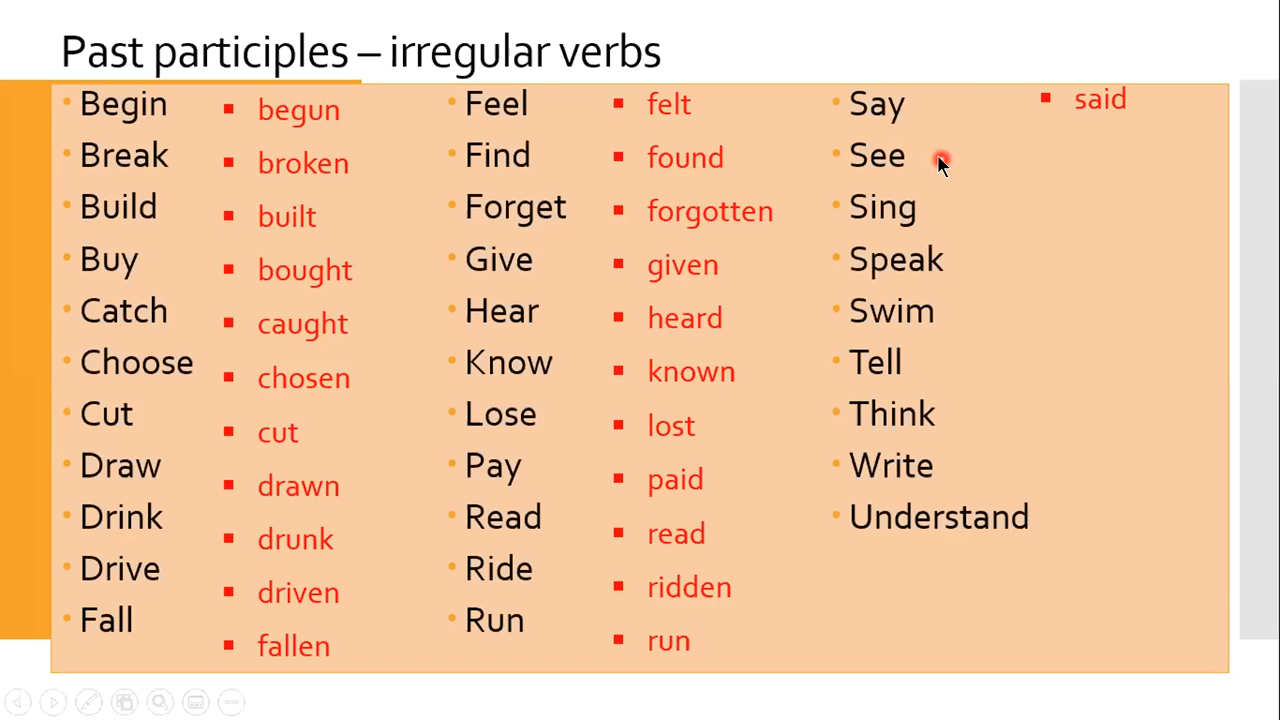 Past participles – irregular verbs
Begin
Break
Build
Buy
Catch
Choose
Cut
Draw
Drink
Drive
Fall
begun
broken
built
bought
caught
chosen
cut
drawn
drunk
driven
fallen
Feel
Find
Forget
Give
Hear
Know
Lose
Pay
Read
Ride
Run
felt
found
forgotten
given
heard
known
lost
paid
read
ridden
run
Say
See
Sing
Speak
Swim
Tell
Think
Write
Understand
said